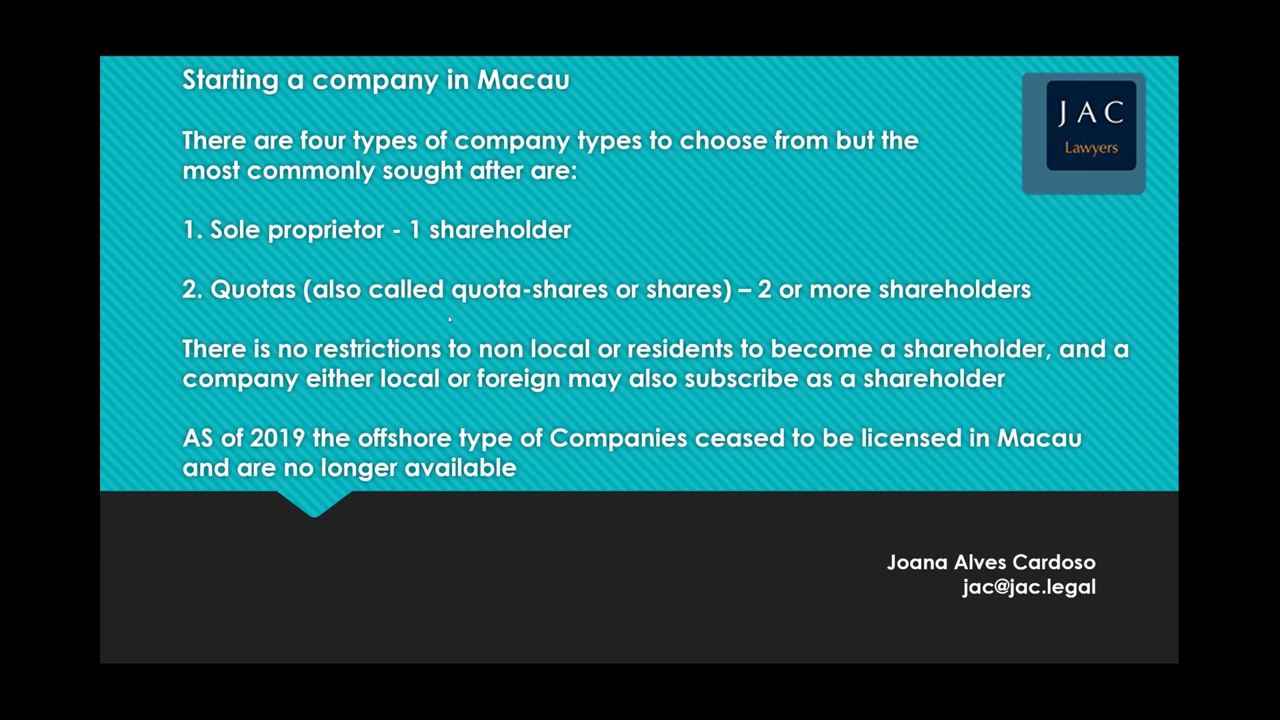 Starting a company in Macau
J A C
Lawyers
There are four types of company types to choose from but the
most commonly sought after are:
1. Sole proprietor - 1 shareholder
2. Quotas (also called quota-shares or shares) – 2 or more shareholders
There is no restrictions to non local or residents to become a shareholder, and a
company either local or foreign may also subscribe as a shareholder
AS of 2019 the offshore type of Companies ceased to be licensed in Macau
and are no longer available
Joana Alves Cardoso
jac@jac.legal